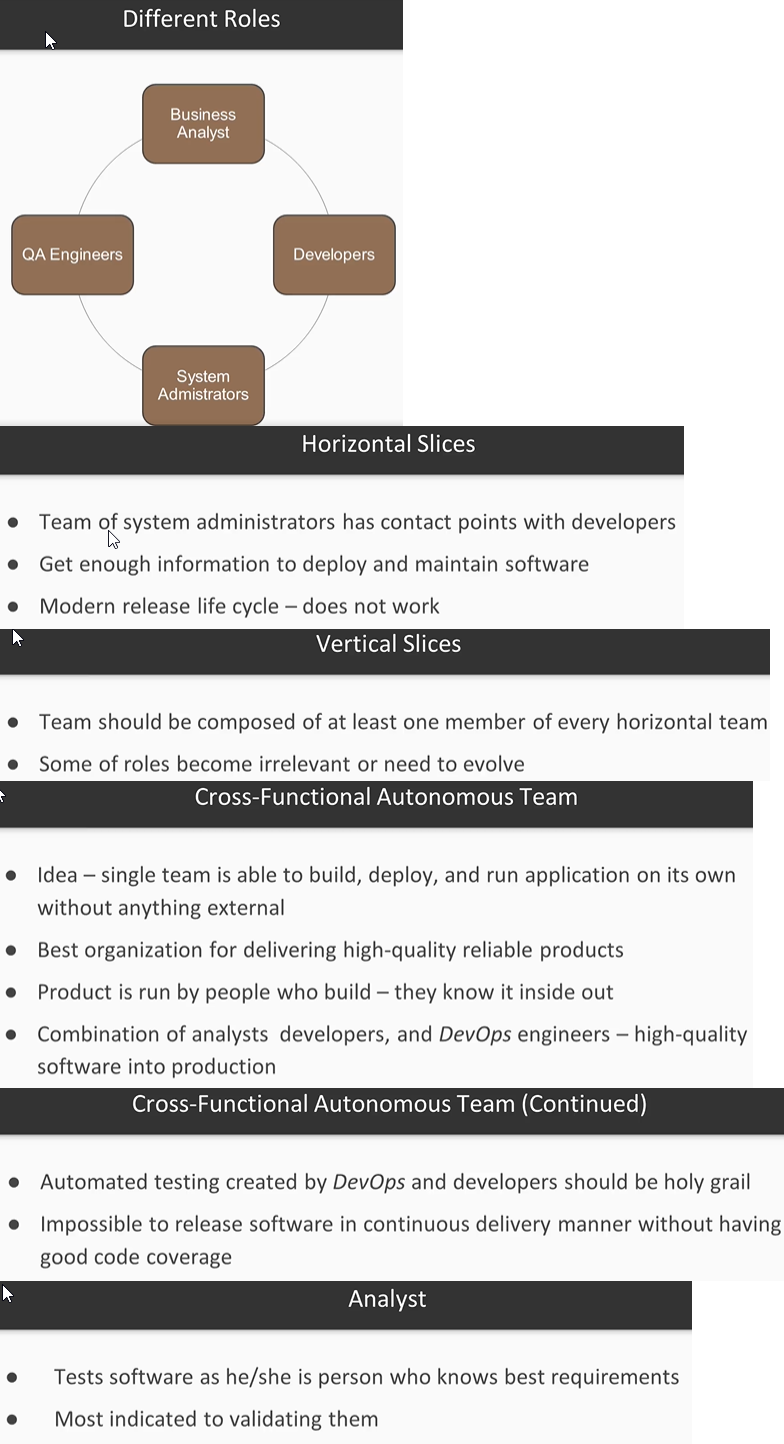 Different Roles
Business
Analyst
QA Engineers
Developers
System
Admistrators
Horizontal Slices
● Team of system administrators has contact points with developers
● Get enough information to deploy and maintain software
● Modern release life cycle – does not work
Vertical Slices
● Team should be composed of at least one member of every horizontal team
● Some of roles become irrelevant or need to evolve
Cross-Functional Autonomous Team
● Idea – single team is able to build, deploy, and run application on its own
without anything external
● Best organization for delivering high-quality reliable products
● Product is run by people who build – they know it inside out
● Combination of analysts developers, and DevOps engineers – high-quality
software into production
Cross-Functional Autonomous Team (Continued)
● Automated testing created by DevOps and developers should be holy grail
● Impossible to release software in continuous delivery manner without having
good code coverage
Analyst
● Tests software as he/she is person who knows best requirements
● Most indicated to validating them